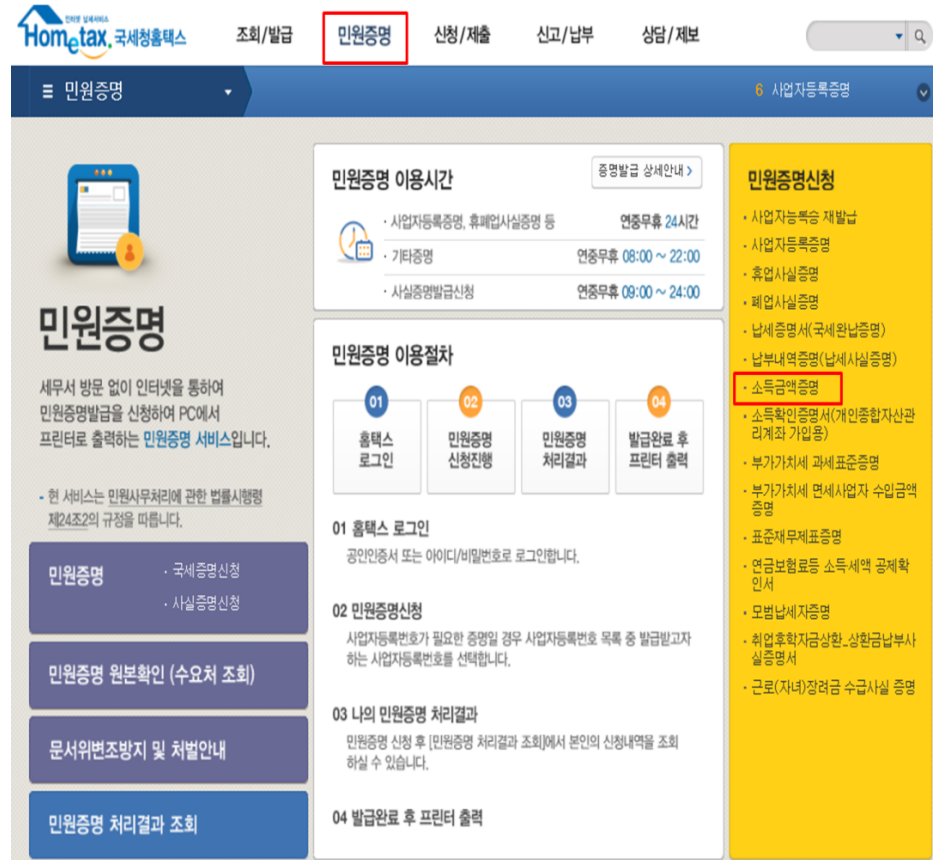 인터넷 납세서비스
Hometax. 국세청홈택스
조회/발급
민원증명
신청/제출
신고/납부
상담/제보
민원증명
6 사업자등록증명
민원증명
세무서 방문 없이 인터넷을 통하여
민원증명발급을 신청하여 PC에서
프린터로 출력하는 민원증명 서비스입니다.
- 현 서비스는 민원사무처리에 관한 법률시행령
제24조2의 규정을 따릅니다.
민원증명
· 국세증명신청
· 사실증명신청
민원증명 원본확인 (수요처 조회)
문서위변조방지 및 처벌안내
민원증명 처리결과 조회
민원증명 이용시간
증명발급 상세안내 >
· 사업자등록증명, 휴폐업사실증명 등 연중무휴 24시간
· 기타증명 연중무휴 08:00 ~ 22:00
· 사실증명발급신청 연중무휴 09:00 ~ 24:00
민원증명 이용절차
01
홈택스
로그인
02
민원증명
신청진행
03
민원증명
처리결과
04
발급완료 후
프린터 출력
01 홈택스 로그인
공인인증서 또는 아이디/비밀번호로 로그인합니다.
02 민원증명신청
사업자등록번호가 필요한 증명일 경우 사업자등록번호 목록 중 발급받고자
하는 사업자등록번호를 선택합니다.
03 나의 민원증명 처리결과
민원증명 신청 후 [민원증명 처리결과 조회]에서 본인의 신청내역을 조회
하실 수 있습니다.
04 발급완료 후 프린터 출력
민원증명신청
· 사업자등록증 재발급
· 사업자등록증명
· 휴업사실증명
· 폐업사실증명
· 납세증명서(국세완납증명)
· 납부내역증명(납세사실증명)
· 소득금액증명
· 소득확인증명서(개인종합자산관
리계좌 가입용)
· 부가가치세 과세표준증명
· 부가가치세 면세사업자 수입금액
증명
· 표준재무제표증명
· 연금보험료등 소득세액 공제확
인서
· 모범납세자증명
· 취업후학자금상환_상환금납부사
실증명서
· 근로(자녀)장려금 수급사실 증명